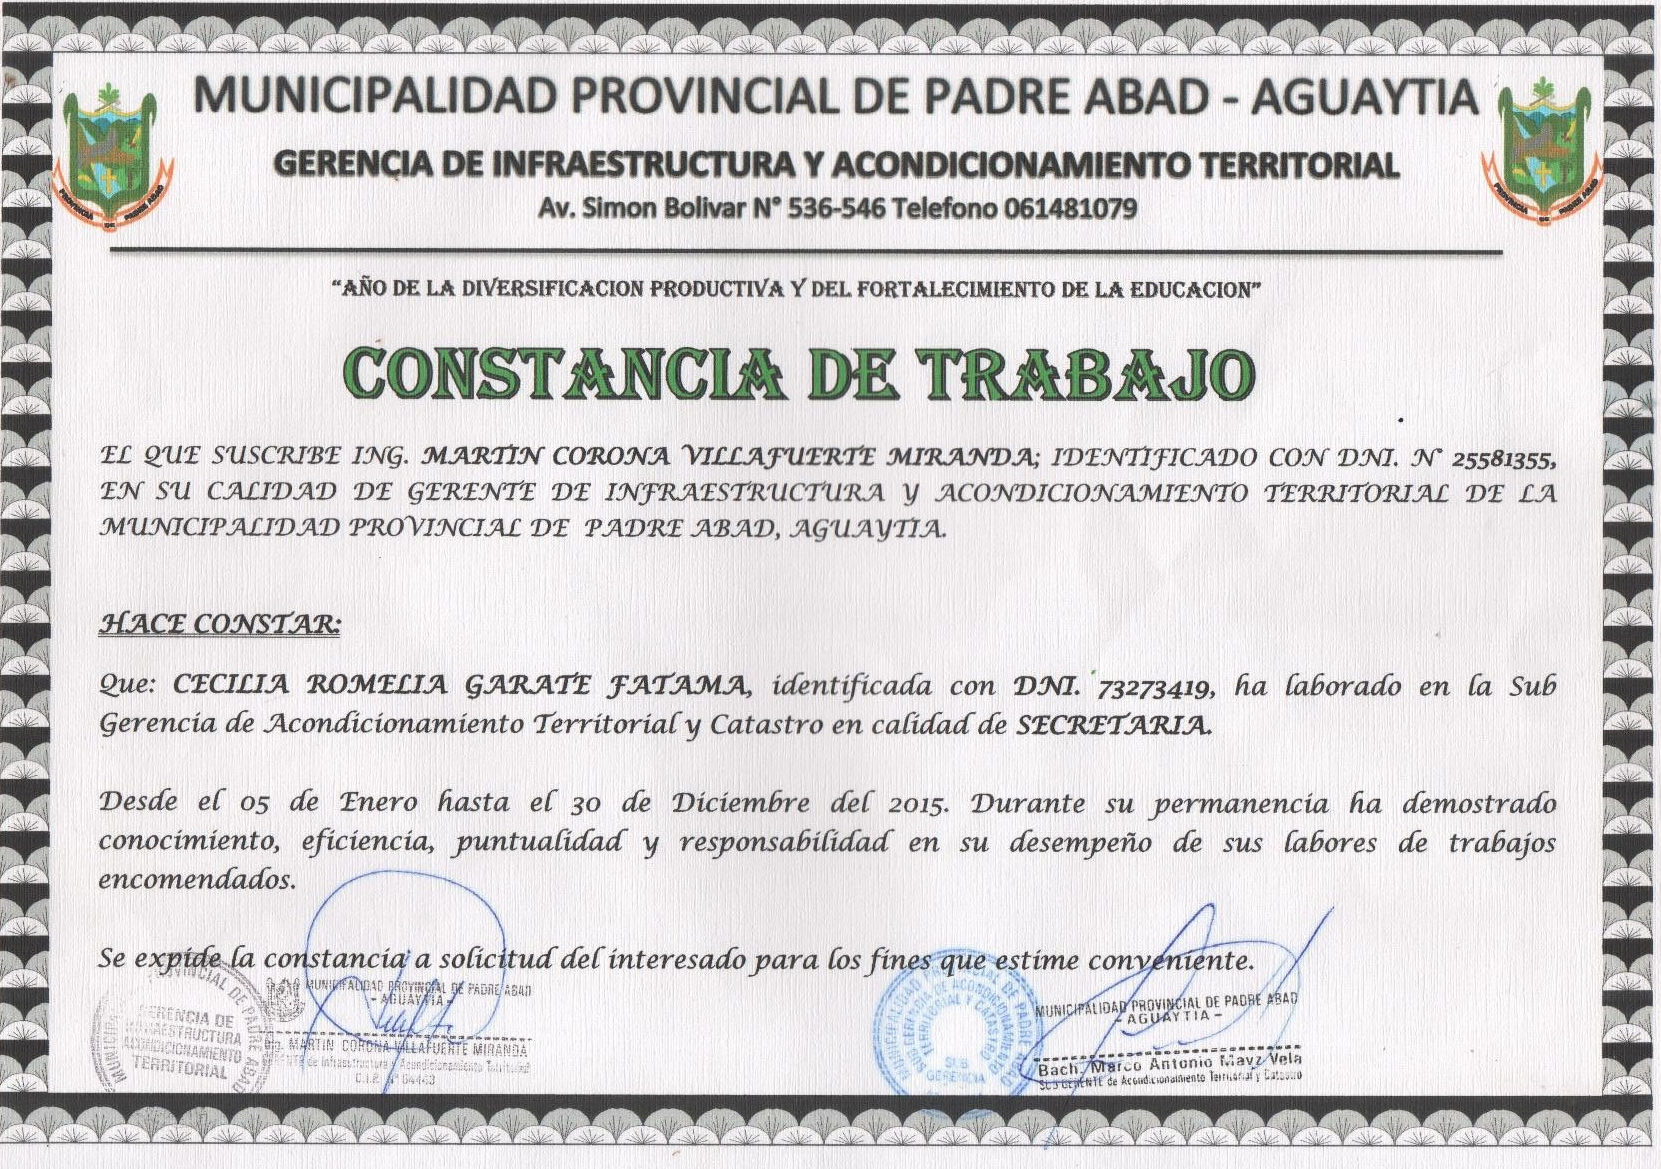 MUNICIPALIDAD PROVINCIAL DE PADRE ABAD - AGUAYTIA
GERENCIA DE INFRAESTRUCTURA Y ACONDICIONAMIENTO TERRITORIAL
Av. Simon Bolivar N° 536-546 Telefono 061481079
PROVINCIA DE PADRE ABAD
PROVINCIA DE PADRE ABAD
"AÑO DE LA DIVERSIFICACION PRODUCTIVA Y DEL FORTALECIMIENTO DE LA EDUCACION"
CONSTANCIA DE TRABAJO
EL QUE SUSCRIBE ING. MARTIN CORONA VILLAFUERTE MIRANDA; IDENTIFICADO CON DNI. N° 25581355,
EN SU CALIDAD DE GERENTE DE INFRAESTRUCTURA Y ACONDICIONAMIENTO TERRITORIAL DE LA
MUNICIPALIDAD PROVINCIAL DE PADRE ABAD, AGUAYTIA.
HACE CONSTAR:
Que: CECILIA ROMELIA GARATE FATAMA, identificada con DNI. 73273419, ha laborado en la Sub
Gerencia de Acondicionamiento Territorial y Catastro en calidad de SECRETARIA.
Desde el 05 de Enero hasta el 30 de Diciembre del 2015. Durante su permanencia ha demostrado
conocimiento, eficiencia, puntualidad y responsabilidad en su desempeño de sus labores de trabajos
encomendados.
Se expide la constancia a solicitud del interesado para los fines que estime conveniente.
PROVINCIAL DE PADRE ABAD
GERENCIA DE
INFRAESTRUCTURA
ACONDICIONAMIENTO
TERRITORIAL
MUNICIPALIDAD PROVINCIAL DE PADRE ABAD
- AGUAYTIA -
MARTIN CORONA VILLAFUERTE MIRANDA
de Infraestructura y Acondicionamiento Territorial
MUNICIPALIDAD PROVINCIAL DE PADRE ABAD
SUB GERENCIA DE ACONDICIONAMIENTO
TERRITORIAL Y CATASTRO
SUB
GERENCIA
MUNICIPALIDAD PROVINCIAL DE PADRE ABAD
- AGUAYTIA -
Bach. Marco Antonio Mayz Vela
SUB GERENTE de Acondicionamiento Territorial y Catastro